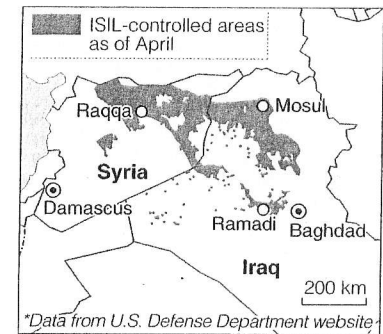 ISIL-controlled areas
as of April
Raqqa
Mosul
Syria
Damascus
Ramadi
Baghdad
Iraq
200 km
*Data from U.S. Defense Department website